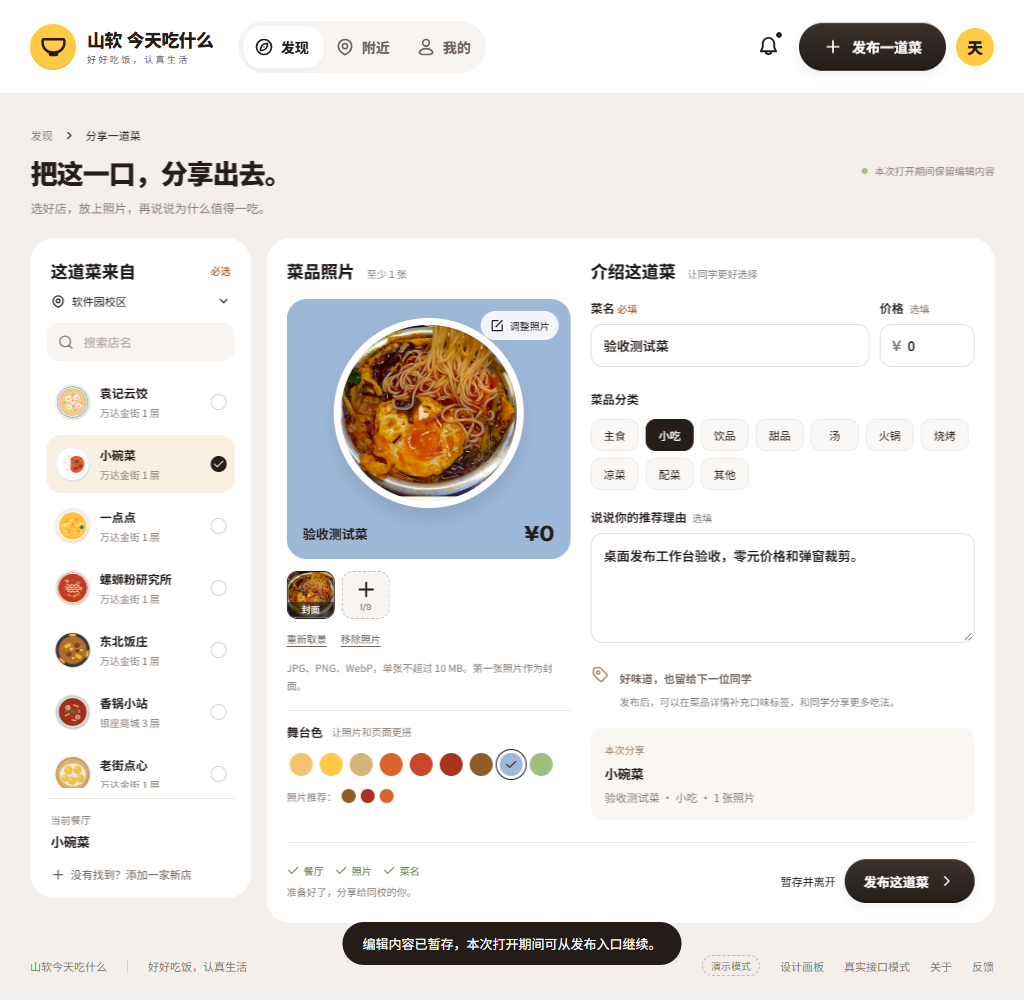 山软 今天吃什么
好好吃饭，认真生活
发现
附近
我的
发布一道菜
天
发现 > 分享一道菜
把这一口，分享出去。
本次打开期间保留编辑内容
选好店，放上照片，再说说为什么值得一吃。
这道菜来自 必选
软件园校区
搜索店名
袁记云饺
万达金街 1 层
小碗菜
万达金街 1 层
一点点
万达金街 1 层
螺蛳粉研究所
万达金街 1 层
东北饭庄
万达金街 1 层
香锅小站
银座商城 3 层
老街点心
万达金街 1 层
当前餐厅
小碗菜
没有找到？添加一家新店
菜品照片 至少 1 张
调整照片
验收测试菜 ¥0
封面
1/9
重新取景 移除照片
JPG、PNG、WebP，单张不超过 10 MB。第一张照片作为封
面。
舞台色 让照片和页面更搭
照片推荐：
介绍这道菜 让同学更好选择
菜名 必填
价格 选填
验收测试菜
¥ 0
菜品分类
主食 小吃 饮品 甜品 汤 火锅 烧烤
凉菜 配菜 其他
说说你的推荐理由 选填
桌面发布工作台验收，零元价格和弹窗裁剪。
好味道，也留给下一位同学
发布后，可以在菜品详情补充口味标签，和同学分享更多吃法。
本次分享
小碗菜
验收测试菜 · 小吃 · 1 张照片
餐厅 照片 菜名
准备好了，分享给同校的你。
暂存并离开
发布这道菜
编辑内容已暂存，本次打开期间可从发布入口继续。
山软今天吃什么
好好吃饭，认真生活
演示模式 设计画板 真实接口模式 关于 反馈